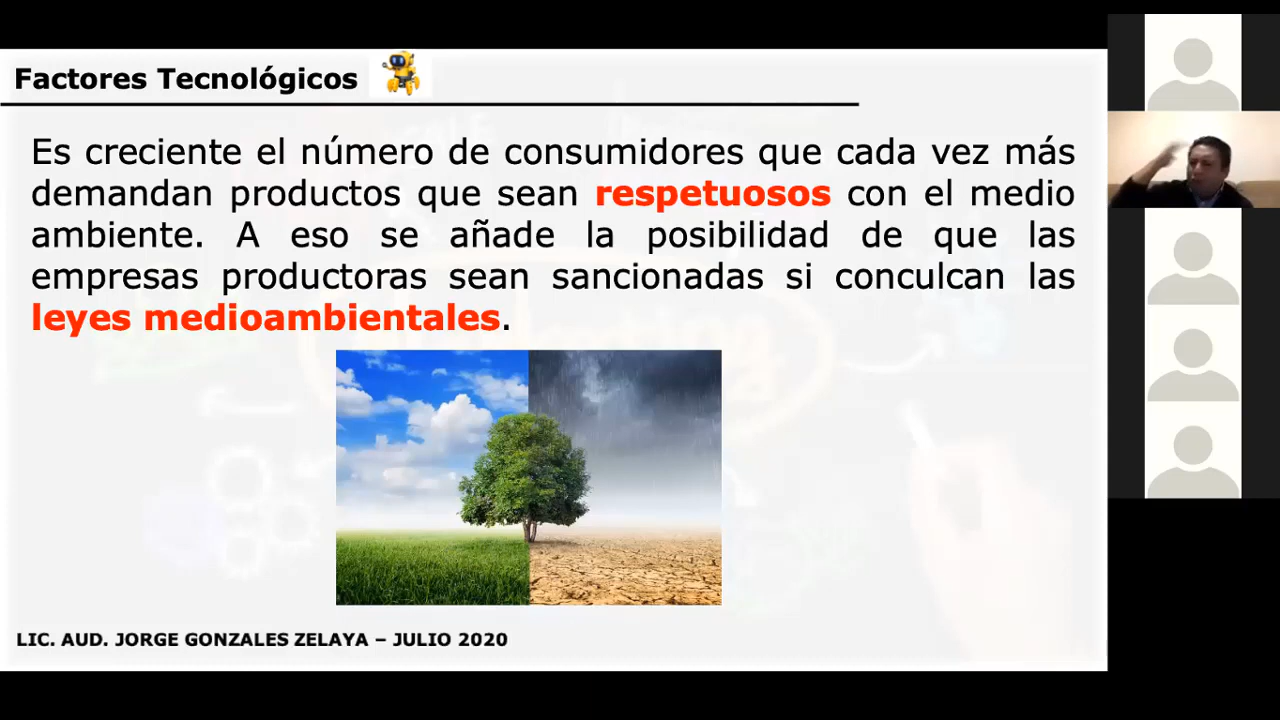 Factores Tecnológicos
Es creciente el número de consumidores que cada vez más
demandan productos que sean respetuosos con el medio
ambiente. A eso se añade la posibilidad de que las
empresas productoras sean sancionadas si conculcan las
leyes medioambientales.
LIC. AUD. JORGE GONZALES ZELAYA – JULIO 2020